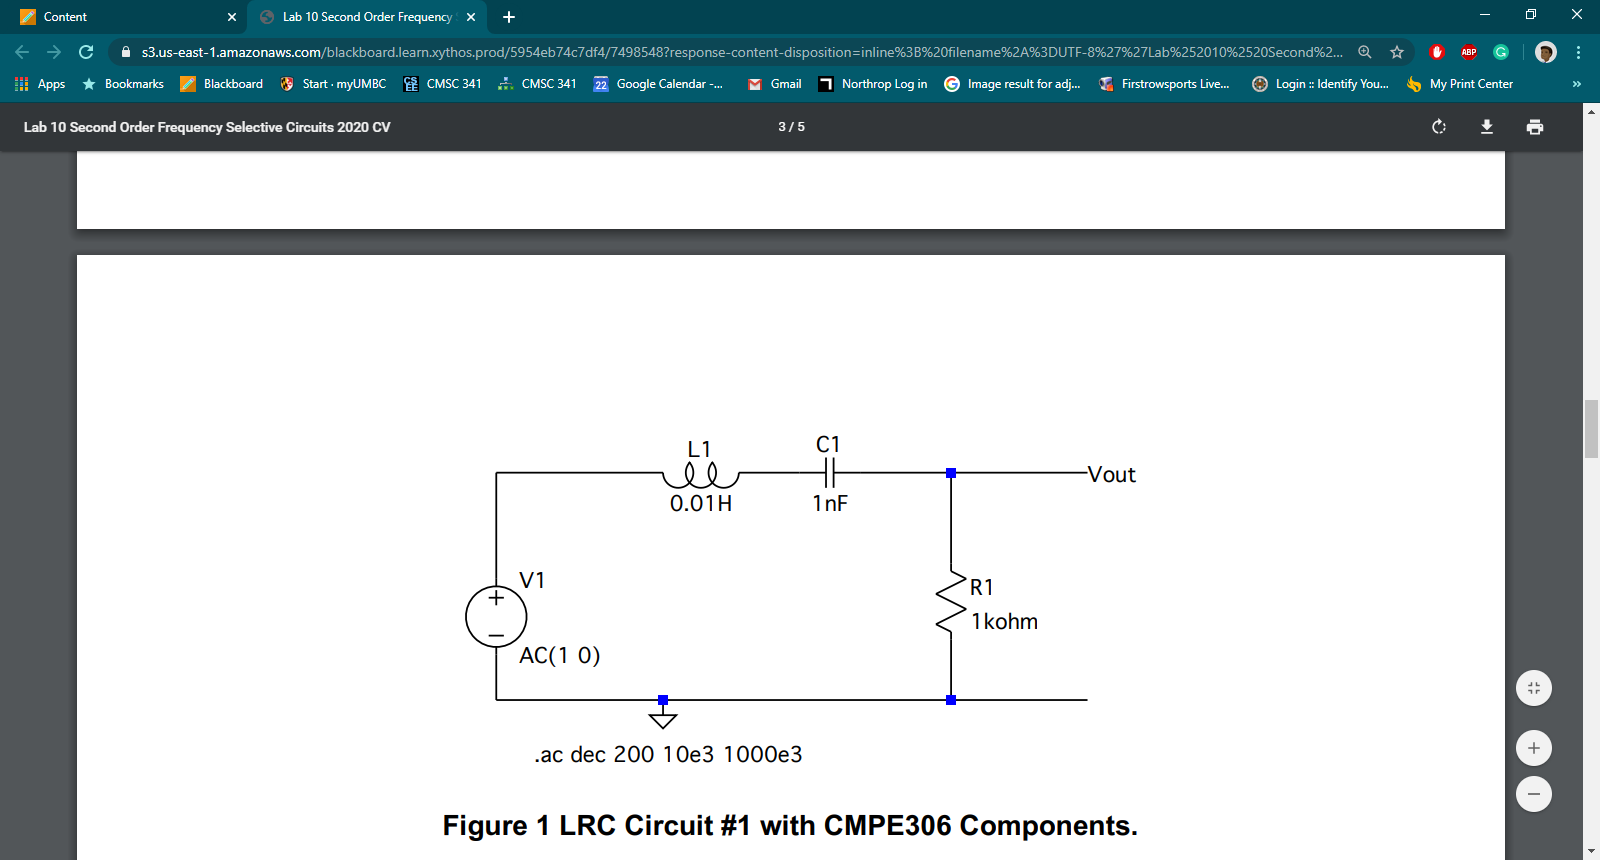 Content
Lab 10 Second Order Frequency
s3.us-east-1.amazonaws.com/blackboard.learn.xythos.prod/5954eb74c7df4/7498548?response-content-disposition=inline%3B%20filename%2A%3DUTF-8%27%27Lab%252010%2520Second%2...
ABP
Apps Bookmarks Blackboard Start - myUMBC CMSC 341 CMSC 341 22 Google Calendar -... Gmail Northrop Log in Image result for adj... Firstrowsports Live... Login :: Identify You... My Print Center »
Lab 10 Second Order Frequency Selective Circuits 2020 CV 3 / 5
L1
C1
Vout
0.01H
1nF
V1
R1
1kohm
AC(1 0)
.ac dec 200 10e3 1000e3
Figure 1 LRC Circuit #1 with CMPE306 Components.